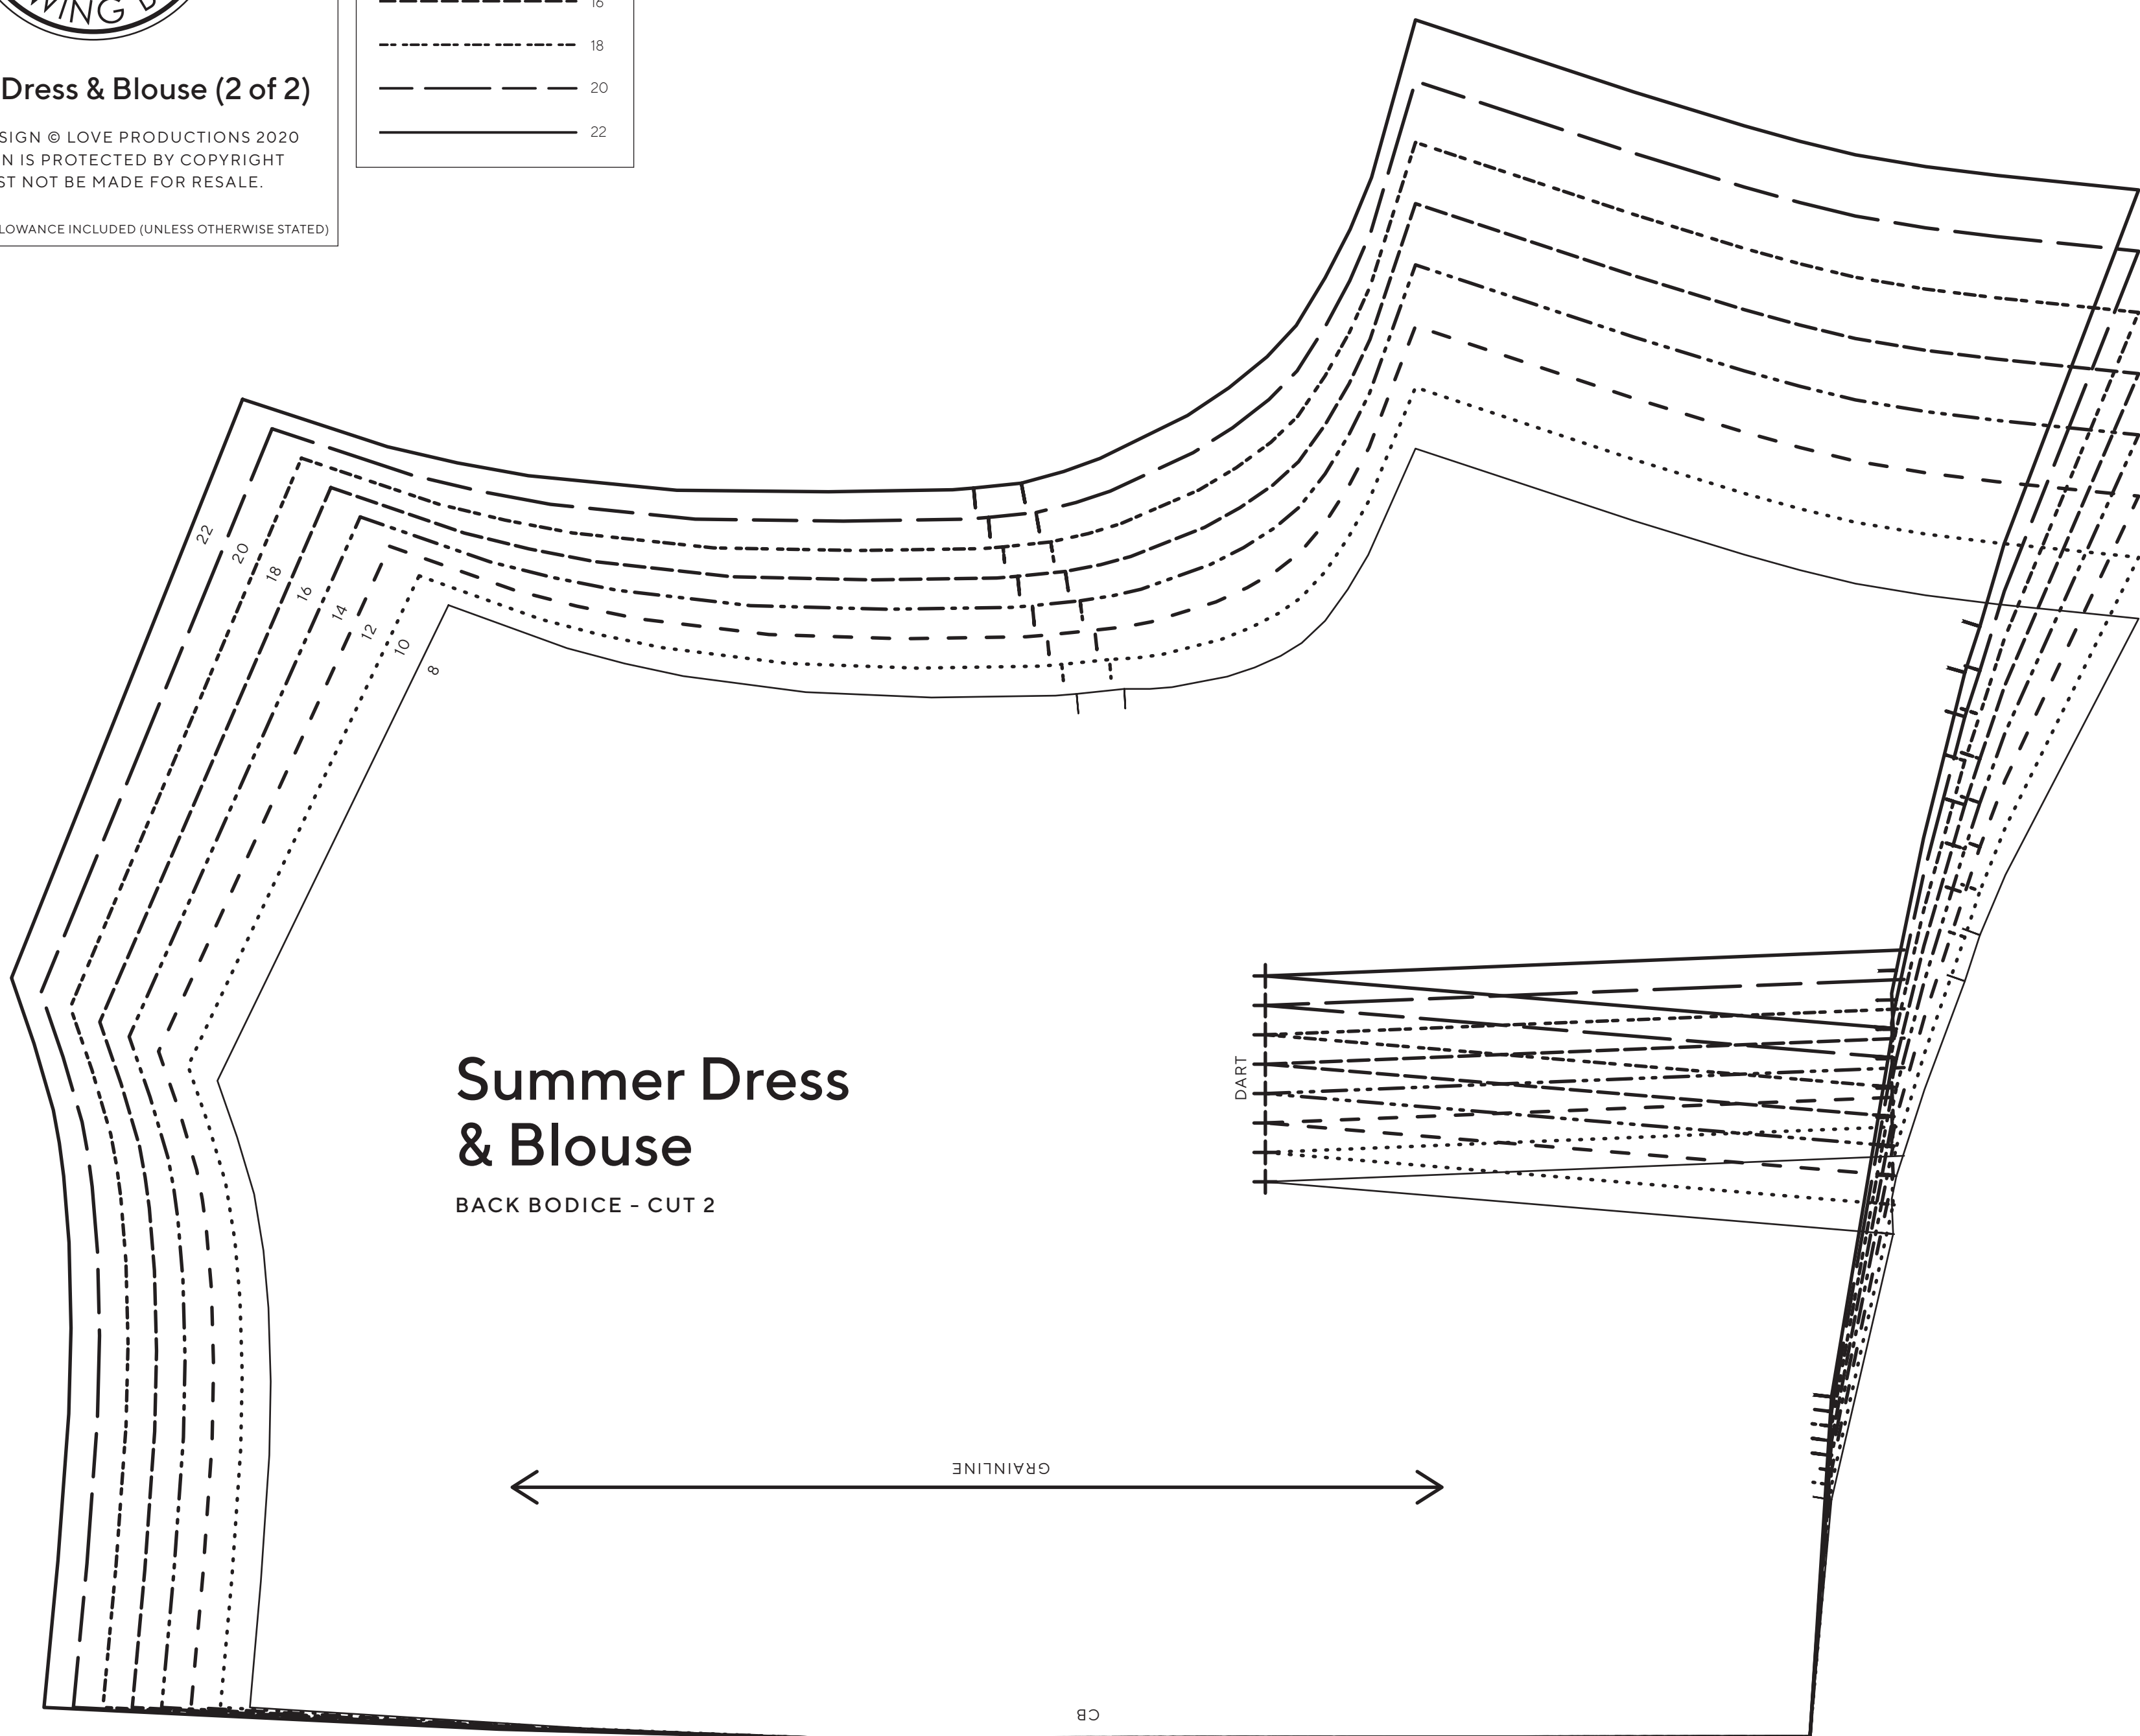 WING B
Dress & Blouse (2 of 2)
SIGN © LOVE PRODUCTIONS 2020
N IS PROTECTED BY COPYRIGHT
ST NOT BE MADE FOR RESALE.
LOWANCE INCLUDED (UNLESS OTHERWISE STATED)
16
18
20
22
22
20
18
16
14
12
10
8
Summer Dress
& Blouse
BACK BODICE - CUT 2
DART
GRAINLINE
CB